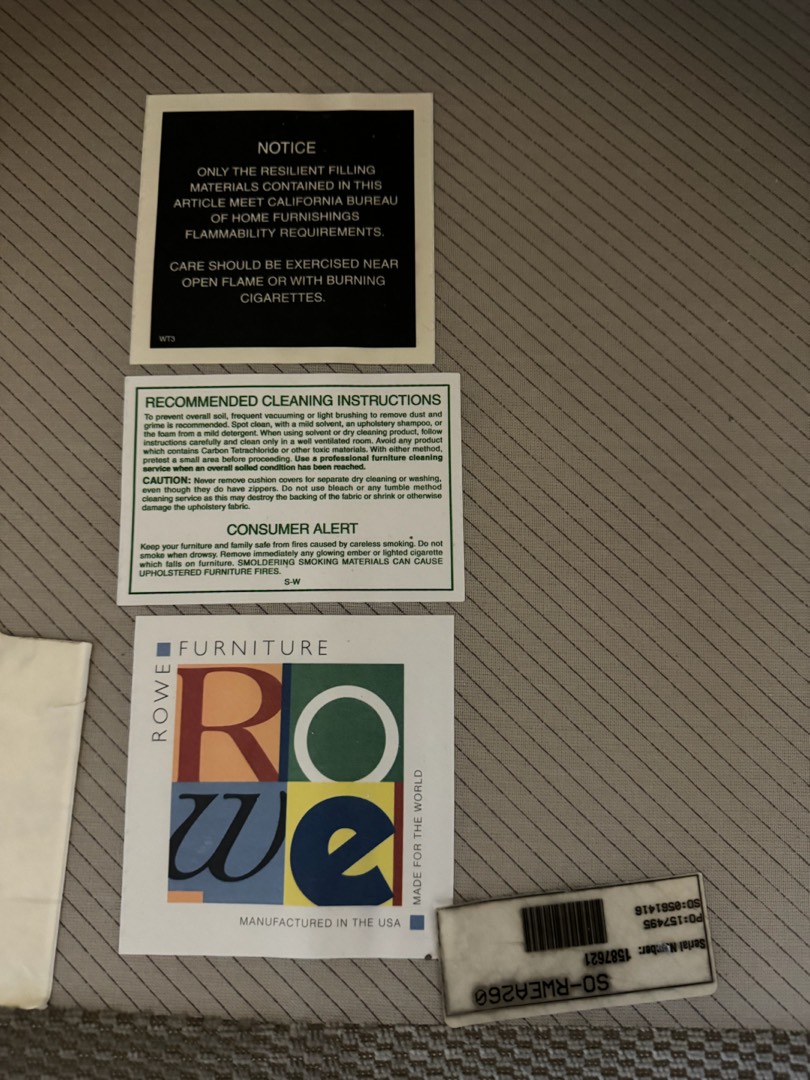 NOTICE
ONLY THE RESILIENT FILLING
MATERIALS CONTAINED IN THIS
ARTICLE MEET CALIFORNIA BUREAU
OF HOME FURNISHINGS
FLAMMABILITY REQUIREMENTS.
CARE SHOULD BE EXERCISED NEAR
OPEN FLAME OR WITH BURNING
CIGARETTES.
WT3
RECOMMENDED CLEANING INSTRUCTIONS
To prevent overall soil, frequent vacuuming or light brushing to remove dust and
grime is recommended. Spot clean, with a mild solvent, an upholstery shampoo, or
the foam from a mild detergent. When using solvent or dry cleaning product, follow
instructions carefully and clean only in a well ventilated room. Avoid any product
which contains Carbon Tetrachloride or other toxic materials. With either method,
pretest a small area before proceeding. Use a professional furniture cleaning
service when an overall soiled condition has been reached.
CAUTION: Never remove cushion covers for separate dry cleaning or washing,
even though they do have zippers. Do not use bleach or any tumble method
cleaning service as this may destroy the backing of the fabric or shrink or otherwise
damage the upholstery fabric.
CONSUMER ALERT
Keep your furniture and family safe from fires caused by careless smoking. Do not
smoke when drowsy. Remove immediately any glowing ember or lighted cigarette
which falls on furniture. SMOLDERING SMOKING MATERIALS CAN CAUSE
UPHOLSTERED FURNITURE FIRES.
S-W
ROWE FURNITURE
Ro
we
MADE FOR THE WORLD
MANUFACTURED IN THE USA
SO-RWEA260
Serial Number: 1587621
PO:157495
SO:0561416